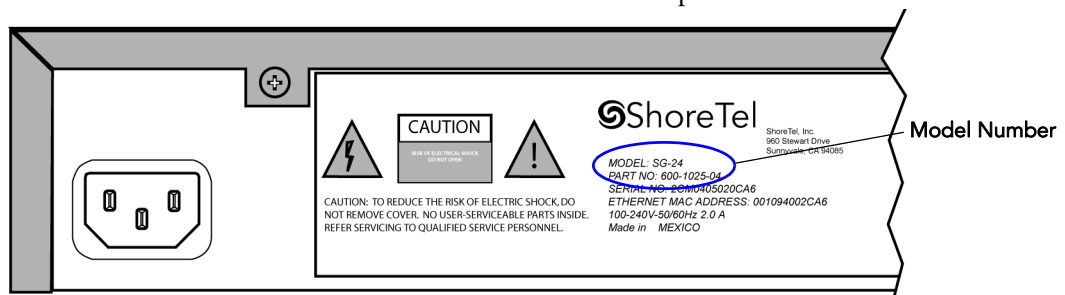 CAUTION
RISK OF ELECTRICAL SHOCK
DO NOT OPEN
!
CAUTION: TO REDUCE THE RISK OF ELECTRIC SHOCK, DO
NOT REMOVE COVER. NO USER-SERVICEABLE PARTS INSIDE.
REFER SERVICING TO QUALIFIED SERVICE PERSONNEL.
ShoreTel
ShoreTel, Inc.
960 Stewart Drive
Sunnyvale, CA 94085
MODEL: SG-24
PART NO: 600-1025-04
SERIAL NO: 2CM0405020CA6
ETHERNET MAC ADDRESS: 001094002CA6
100-240V-50/60Hz 2.0 A
Made in MEXICO
Model Number